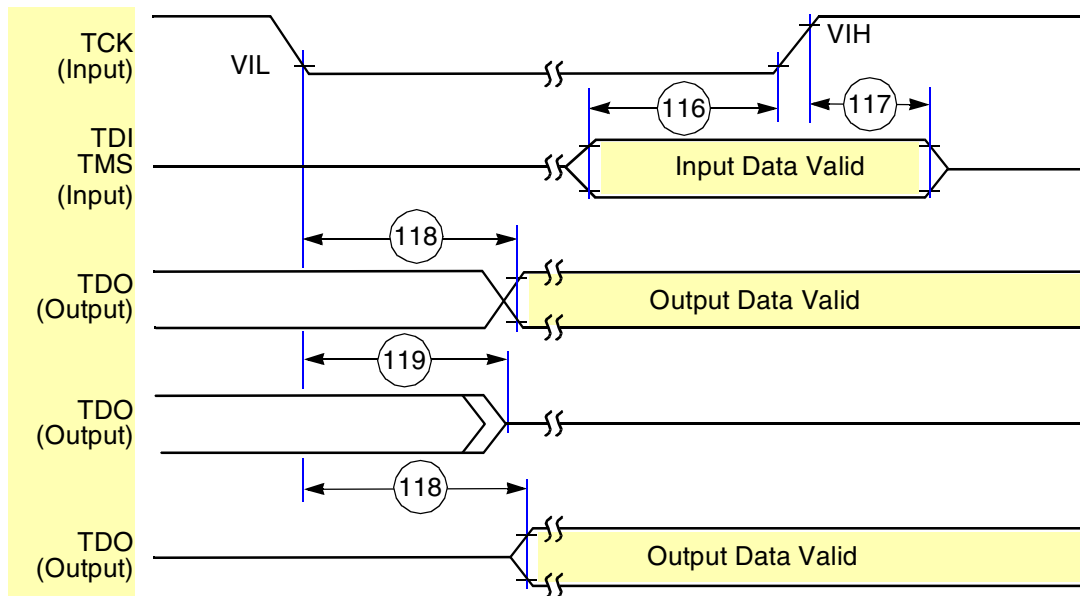 TCK
(Input)
VIL
VIH
116
117
TDI
TMS
(Input)
Input Data Valid
118
TDO
(Output)
Output Data Valid
119
TDO
(Output)
118
TDO
(Output)
Output Data Valid